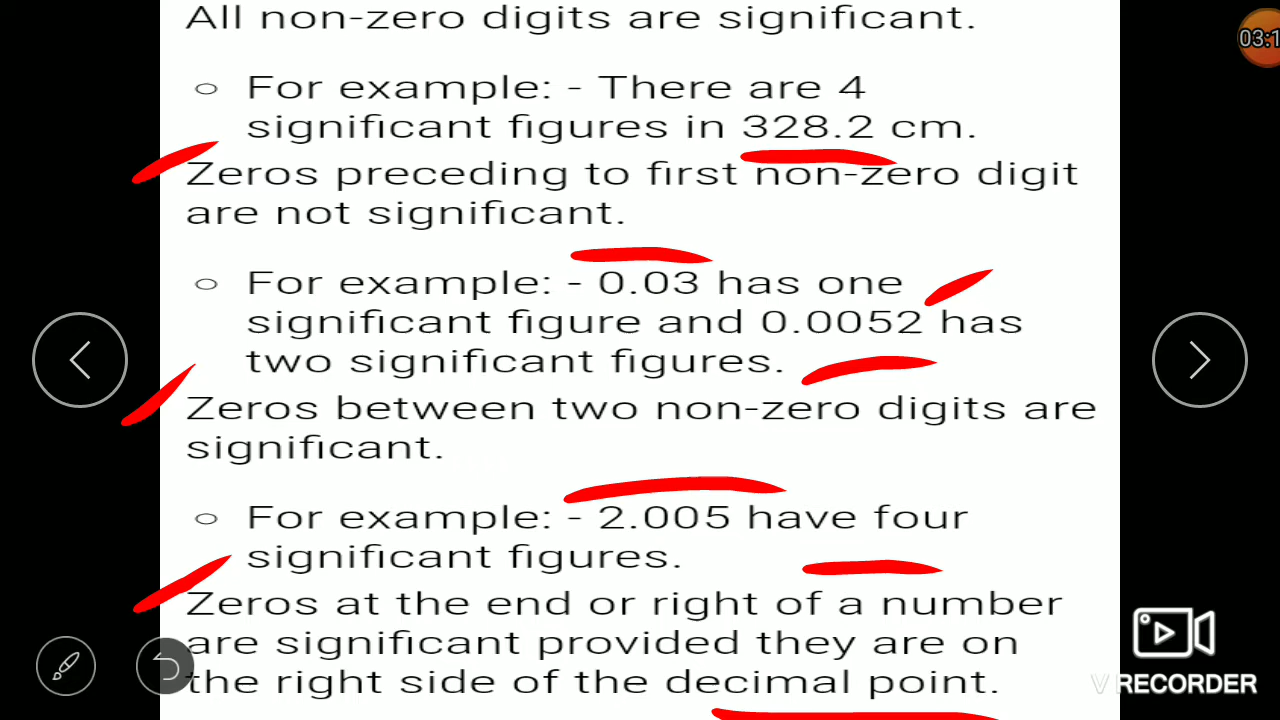 All non-zero digits are significant.
03:1
○ For example: - There are 4
significant figures in 328.2 cm.
Zeros preceding to first non-zero digit
are not significant.
○ For example: - 0.03 has one
significant figure and 0.0052 has
two significant figures.
Zeros between two non-zero digits are
significant.
○ For example: - 2.005 have four
significant figures.
Zeros at the end or right of a number
are significant provided they are on
the right side of the decimal point.
V RECORDER